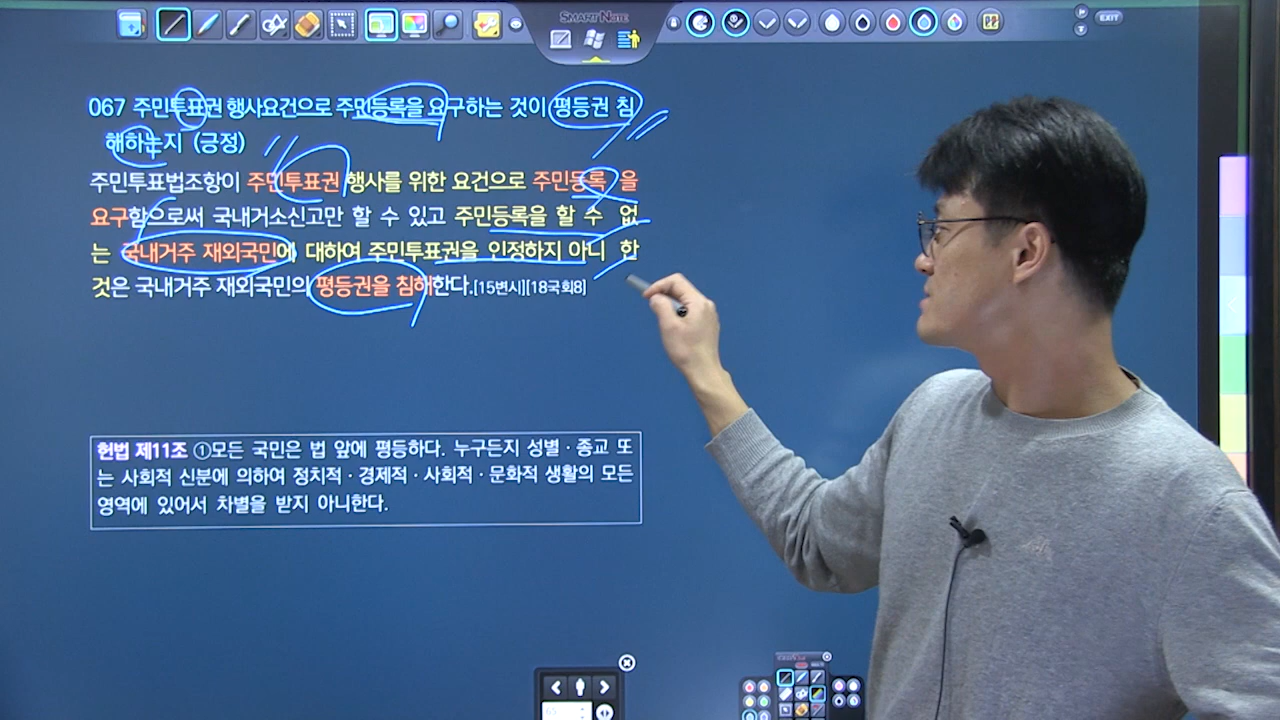 SMARTNOTE
EXIT
067 주민투표권 행사요건으로 주민등록을 요구하는 것이 평등권 침
해하는지 (긍정)
주민투표법조항이 주민투표권 행사를 위한 요건으로 주민등록 을
요구함으로써 국내거소신고만 할 수 있고 주민등록을 할 수 없
는 국내거주 재외국민에 대하여 주민투표권을 인정하지 아니 한
것은 국내거주 재외국민의 평등권을 침해한다.[15변시][18국회8]
헌법 제11조 ①모든 국민은 법 앞에 평등하다. 누구든지 성별·종교 또
는 사회적 신분에 의하여 정치적·경제적·사회적·문화적 생활의 모든
영역에 있어서 차별을 받지 아니한다.